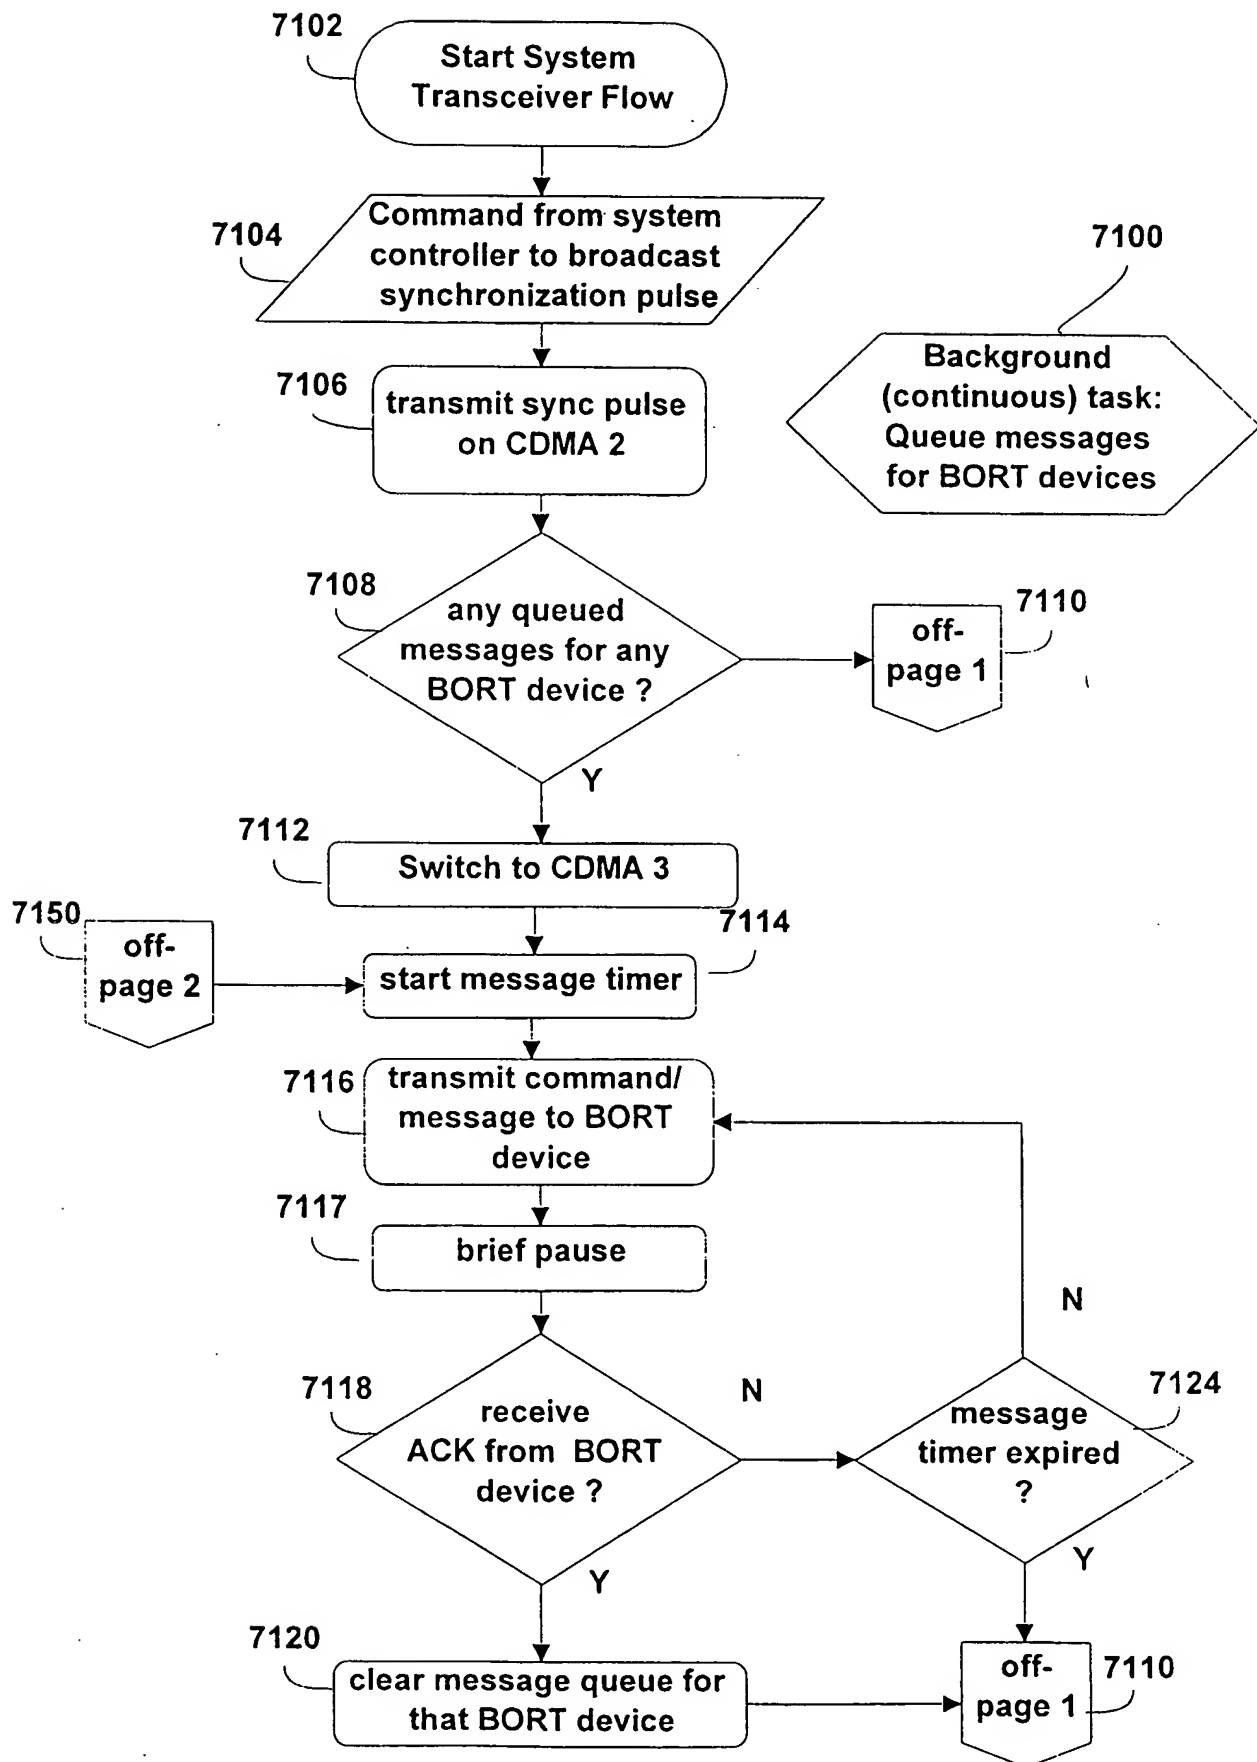 7102
Start System
Transceiver Flow
7104
Command from system
controller to broadcast
synchronization pulse
7100
Background
(continuous) task:
Queue messages
for BORT devices
7106
transmit sync pulse
on CDMA 2
7108
any queued
messages for any
BORT device ?
7110
off-
page 1
Y
7112
Switch to CDMA 3
7150
off-
page 2
7114
start message timer
7116
transmit command/
message to BORT
device
7117
brief pause
N
7118
receive
ACK from BORT
device ?
N
7124
message
timer expired
?
Y
Y
7120
clear message queue for
that BORT device
off-
page 1
7110